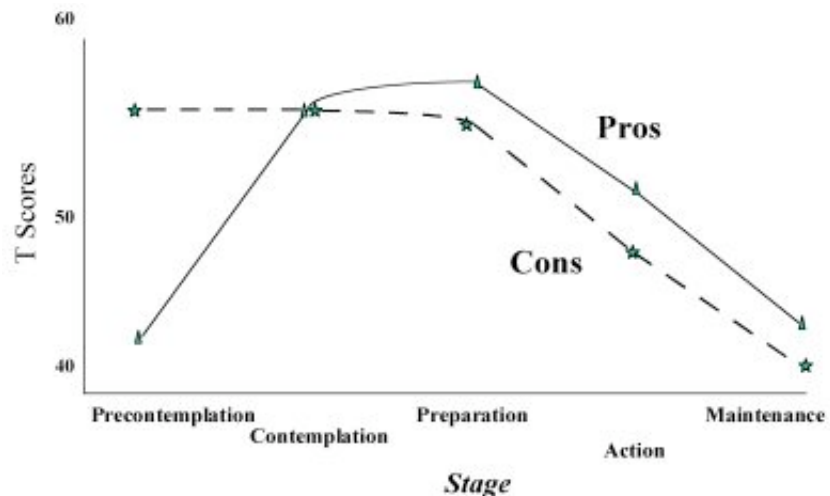 60
Pros
T Scores
50
Cons
40
Precontemplation
Contemplation
Preparation
Action
Maintenance
Stage